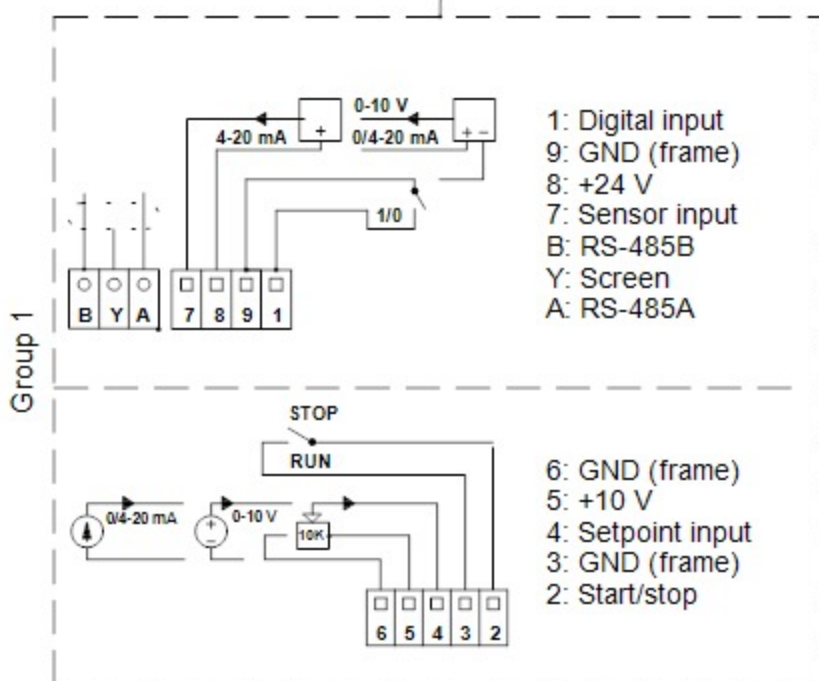 0-10 V
4-20 mA
+
0/4-20 mA
+ −
1/0
B Y A
7 8 9 1
1: Digital input
9: GND (frame)
8: +24 V
7: Sensor input
B: RS-485B
Y: Screen
A: RS-485A
Group 1
STOP
RUN
0/4-20 mA
+
−
0-10 V
10K
6 5 4 3 2
6: GND (frame)
5: +10 V
4: Setpoint input
3: GND (frame)
2: Start/stop